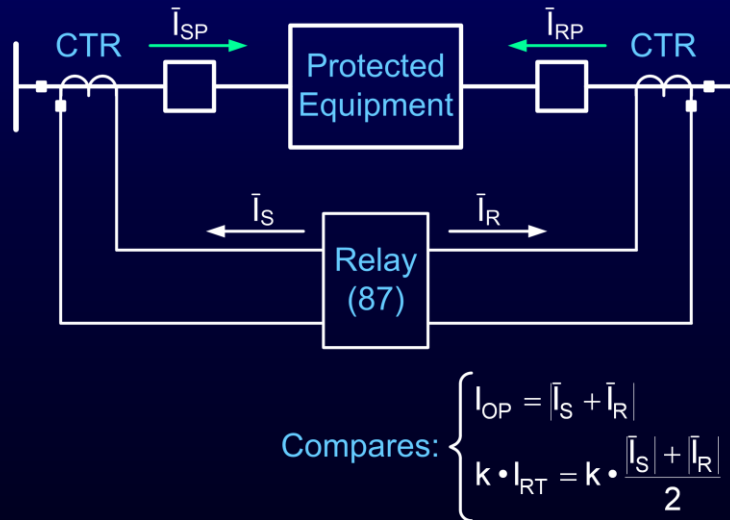 Ī_SP
Ī_RP
CTR
CTR
Protected
Equipment
Ī_S
Ī_R
Relay
(87)
Compares:
I_OP = |Ī_S + Ī_R|
k • I_RT = k • (|Ī_S| + |Ī_R|) / 2